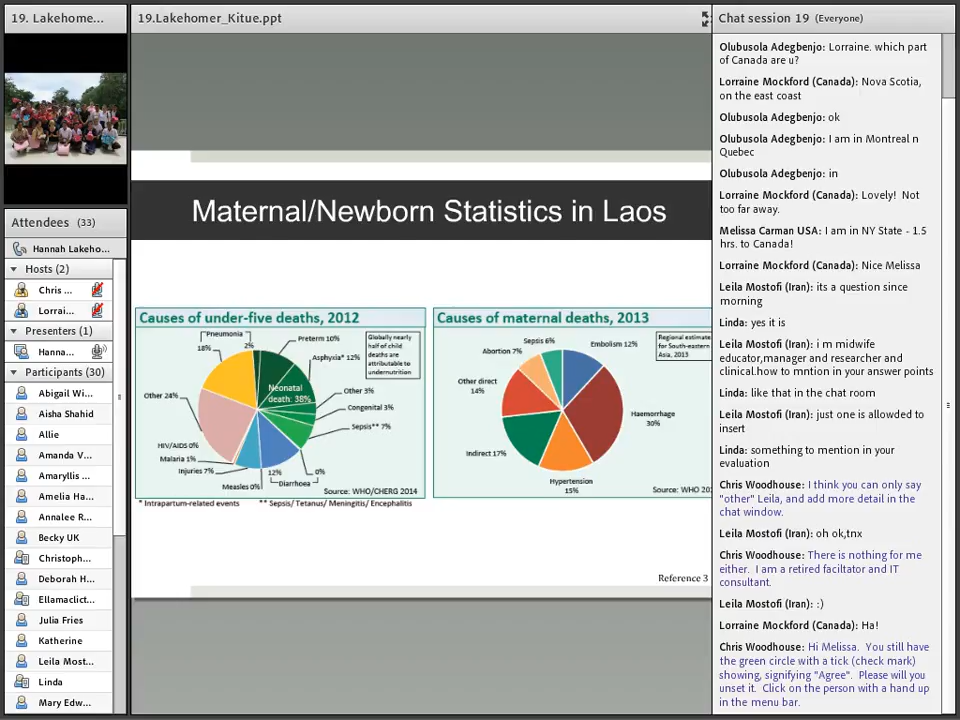 19. Lakehome...
Attendees (33)
Hannah Lakeho...
Hosts (2)
Chris ...
Lorrai...
Presenters (1)
Hanna...
Participants (30)
Abigail Wi...
Aisha Shahid
Allie
Amanda V...
Amaryllis ...
Amelia Ha...
Annalee R...
Becky UK
Christoph...
Deborah H...
Ellamaclict...
Julia Fries
Katherine
Leila Most...
Linda
Mary Edw...
19.Lakehomer_Kitue.ppt
Maternal/Newborn Statistics in Laos
Causes of under-five deaths, 2012
Pneumonia
18%
2%
Preterm 10%
Asphyxia* 12%
Neonatal
death: 38%
Other 3%
Congenital 3%
Sepsis** 7%
0%
12%
Diarrhoea
Measles 0%
Injuries 7%
Malaria 1%
HIV/AIDS 0%
Other 24%
Globally nearly
half of child
deaths are
attributable to
undernutrition
Source: WHO/CHERG 2014
* Intrapartum-related events ** Sepsis/ Tetanus/ Meningitis/ Encephalitis
Causes of maternal deaths, 2013
Sepsis 6%
Embolism 12%
Abortion 7%
Other direct
14%
Haemorrhage
30%
Indirect 17%
Hypertension
15%
Regional estimate
for South-eastern
Asia, 2013
Source: WHO 201
Reference 3
Chat session 19 (Everyone)
Olubusola Adegbenjo: Lorraine. which part
of Canada are u?
Lorraine Mockford (Canada): Nova Scotia,
on the east coast
Olubusola Adegbenjo: ok
Olubusola Adegbenjo: I am in Montreal n
Quebec
Olubusola Adegbenjo: in
Lorraine Mockford (Canada): Lovely! Not
too far away.
Melissa Carman USA: I am in NY State - 1.5
hrs. to Canada!
Lorraine Mockford (Canada): Nice Melissa
Leila Mostofi (Iran): its a question since
morning
Linda: yes it is
Leila Mostofi (Iran): i m midwife
educator,manager and researcher and
clinical.how to mntion in your answer points
Linda: like that in the chat room
Leila Mostofi (Iran): just one is allowded to
insert
Linda: something to mention in your
evaluation
Chris Woodhouse: I think you can only say
"other" Leila, and add more detail in the
chat window.
Leila Mostofi (Iran): oh ok,tnx
Chris Woodhouse: There is nothing for me
either. I am a retired faciltator and IT
consultant.
Leila Mostofi (Iran): :)
Lorraine Mockford (Canada): Ha!
Chris Woodhouse: Hi Melissa. You still have
the green circle with a tick (check mark)
showing, signifying "Agree". Please will you
unset it. Click on the person with a hand up
in the menu bar.